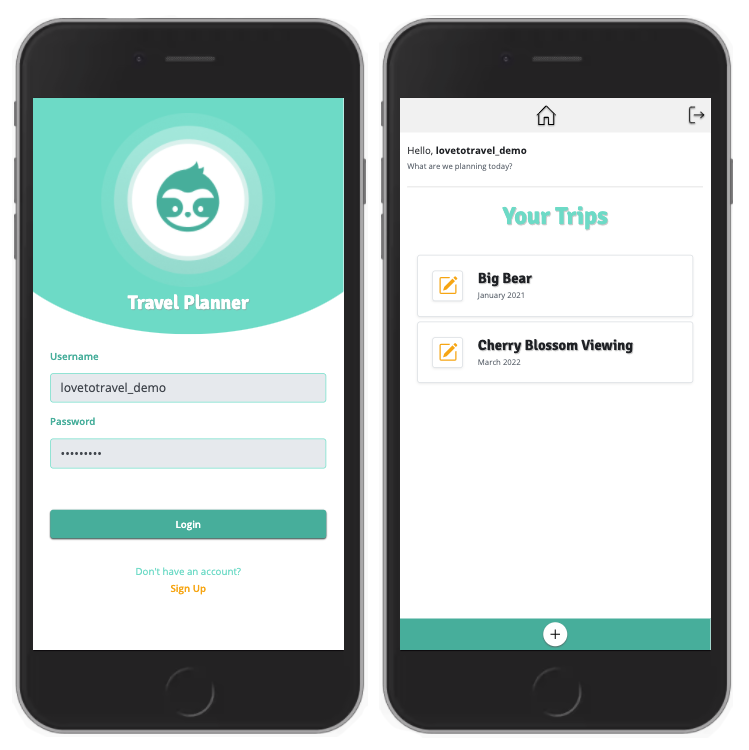 Travel Planner
Username
lovetotravel_demo
Password
•••••••••
Login
Don't have an account?
Sign Up
Hello, lovetotravel_demo
What are we planning today?
Your Trips
Big Bear
January 2021
Cherry Blossom Viewing
March 2022
+